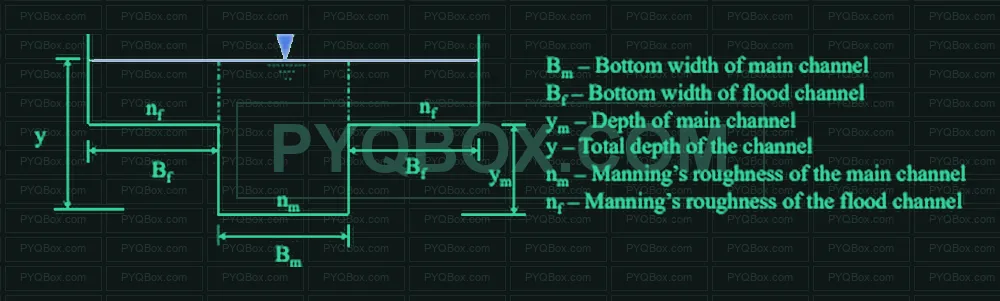 n_f
n_f
y
B_f
B_f
y_m
n_m
B_m
B_m – Bottom width of main channel
B_f – Bottom width of flood channel
y_m – Depth of main channel
y – Total depth of the channel
n_m – Manning’s roughness of the main channel
n_f – Manning’s roughness of the flood channel
PYQBOX.COM
PYQBox.com